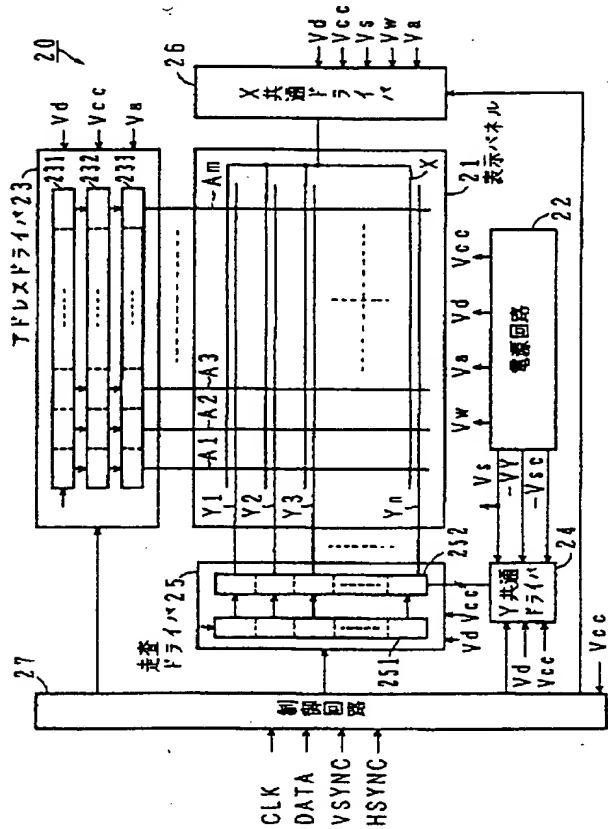 20
アドレスドライバ23
231
232
233
Vd
Vcc
Va
26
X共通ドライバ
Vd
Vcc
Vs
Vw
Va
A1
A2
A3
Am
Y1
Y2
Y3
Yn
X
21
表示パネル
走査
ドライバ25
251
252
Vd
Vcc
22
電源回路
Vw
Va
Vd
Vcc
Vs
-VY
-Vsc
24
Y共通
ドライバ
Vd
Vcc
27
制御回路
Vcc
CLK
DATA
VSYNC
HSYNC